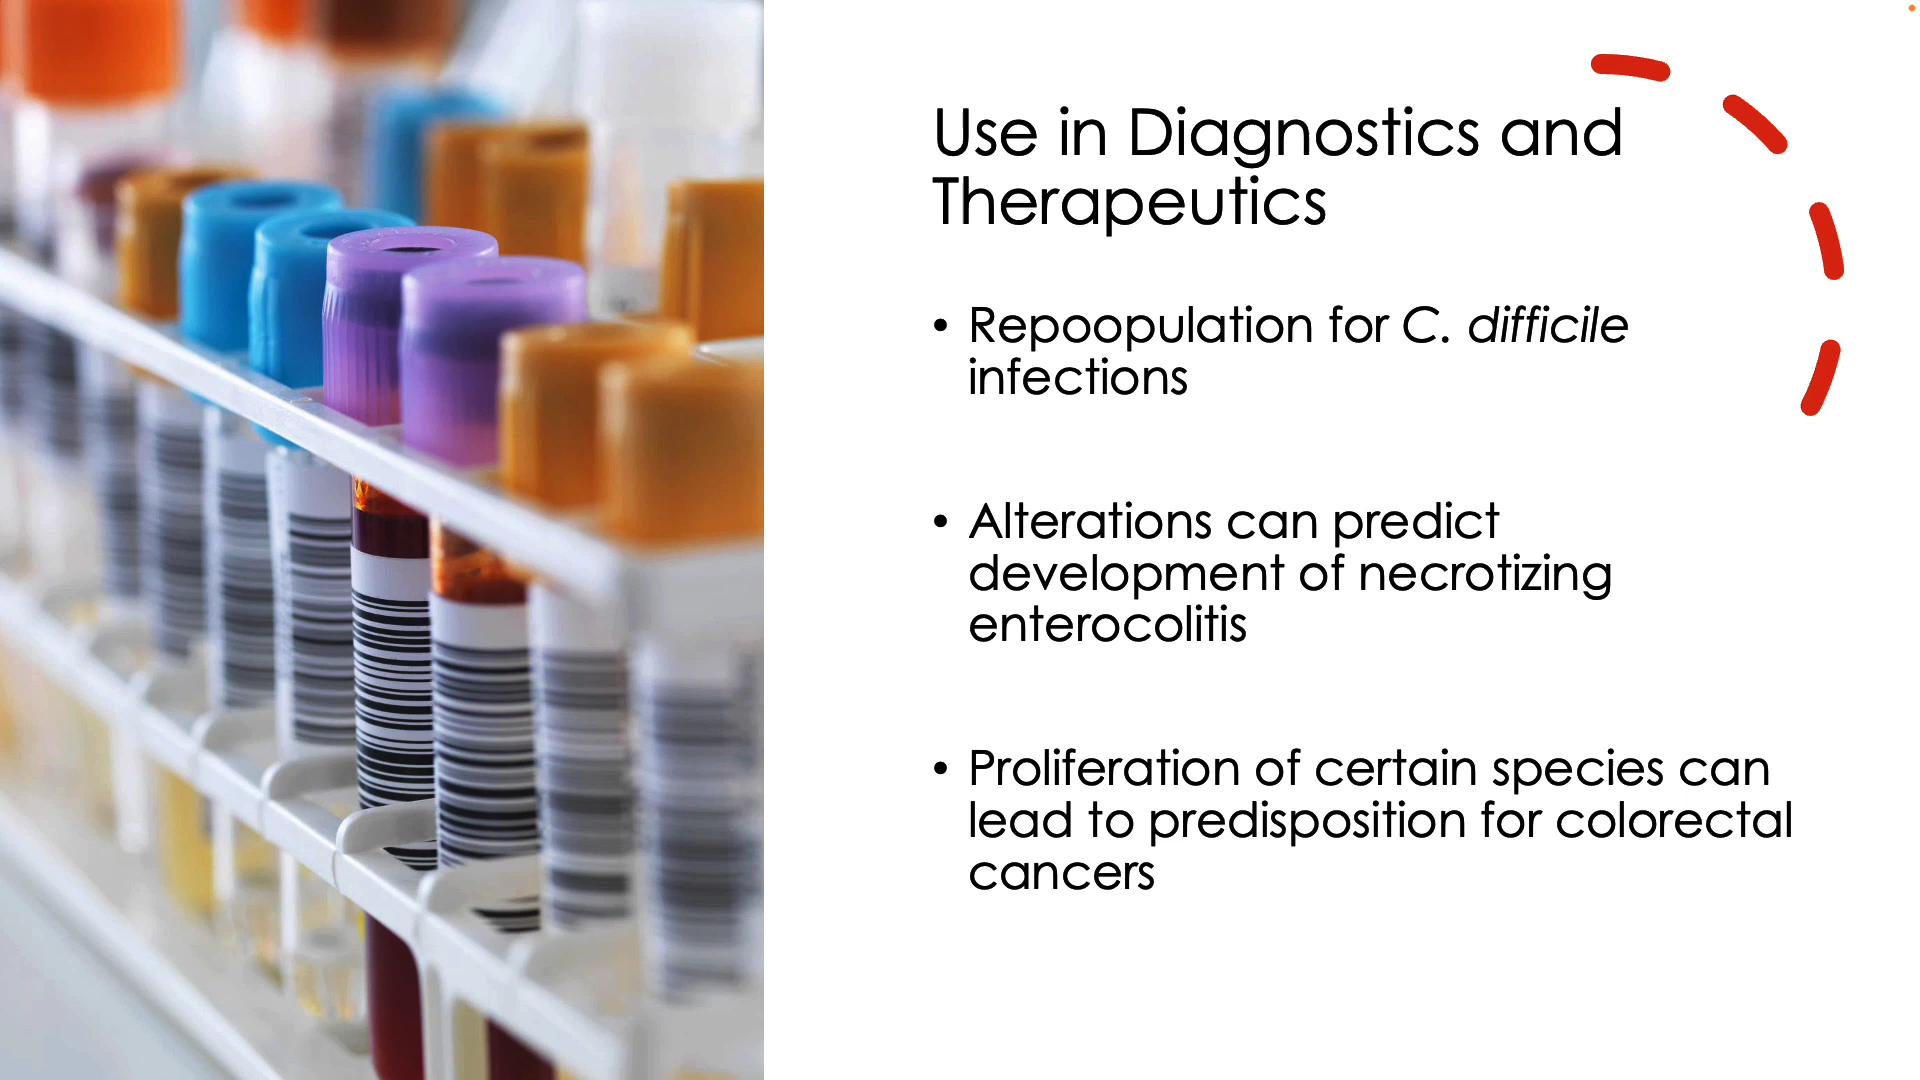 Use in Diagnostics and
Therapeutics
• Repoopulation for C. difficile
infections
• Alterations can predict
development of necrotizing
enterocolitis
• Proliferation of certain species can
lead to predisposition for colorectal
cancers